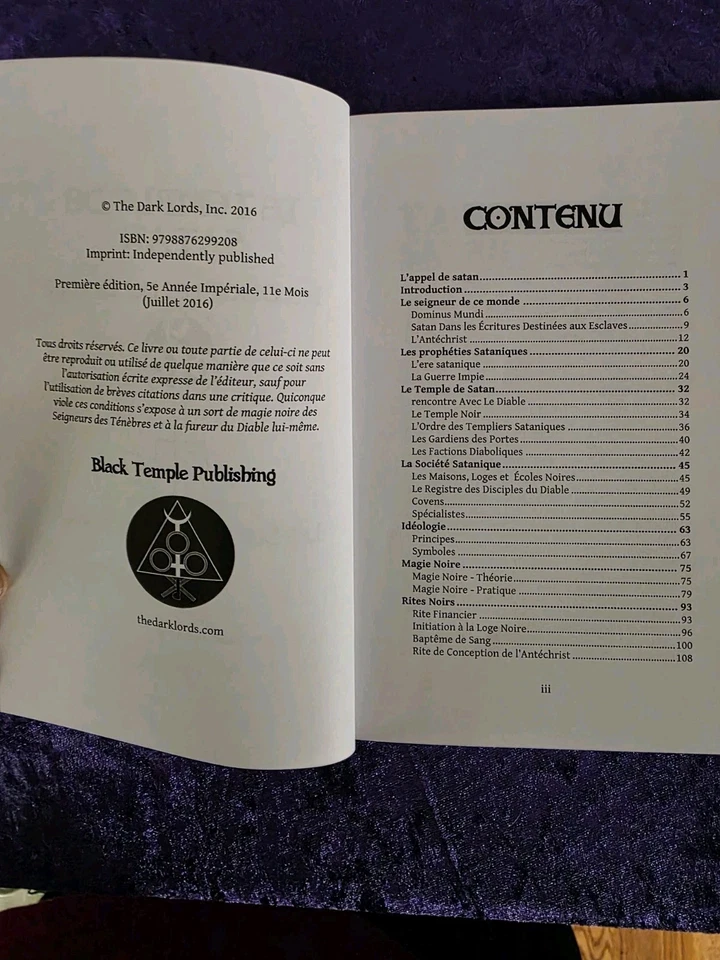 © The Dark Lords, Inc. 2016
ISBN: 9798876299208
Imprint: Independently published
Première édition, 5e Année Impériale, 11e Mois
(Juillet 2016)
Tous droits réservés. Ce livre ou toute partie de celui-ci ne peut
être reproduit ou utilisé de quelque manière que ce soit sans
l'autorisation écrite expresse de l'éditeur, sauf pour
l'utilisation de brèves citations dans une critique. Quiconque
viole ces conditions s'expose à un sort de magie noire des
Seigneurs des Ténèbres et à la fureur du Diable lui-même.
Black Temple Publishing
thedarklords.com
CONTENU
L'appel de satan 1
Introduction 3
Le seigneur de ce monde 6
Dominus Mundi 6
Satan Dans les Écritures Destinées aux Esclaves 9
L'Antéchrist 12
Les prophéties Sataniques 20
L'ere satanique 20
La Guerre Impie 24
Le Temple de Satan 32
rencontre Avec Le Diable 32
Le Temple Noir 34
L'Ordre des Templiers Sataniques 36
Les Gardiens des Portes 40
Les Factions Diaboliques 42
La Société Satanique 45
Les Maisons, Loges et Écoles Noires 45
Le Registre des Disciples du Diable 49
Covens 52
Spécialistes 55
Idéologie 63
Principes 63
Symboles 67
Magie Noire 75
Magie Noire - Théorie 75
Magie Noire - Pratique 79
Rites Noirs 93
Rite Financier 93
Initiation à la Loge Noire 96
Baptême de Sang 100
Rite de Conception de l'Antéchrist 108
iii